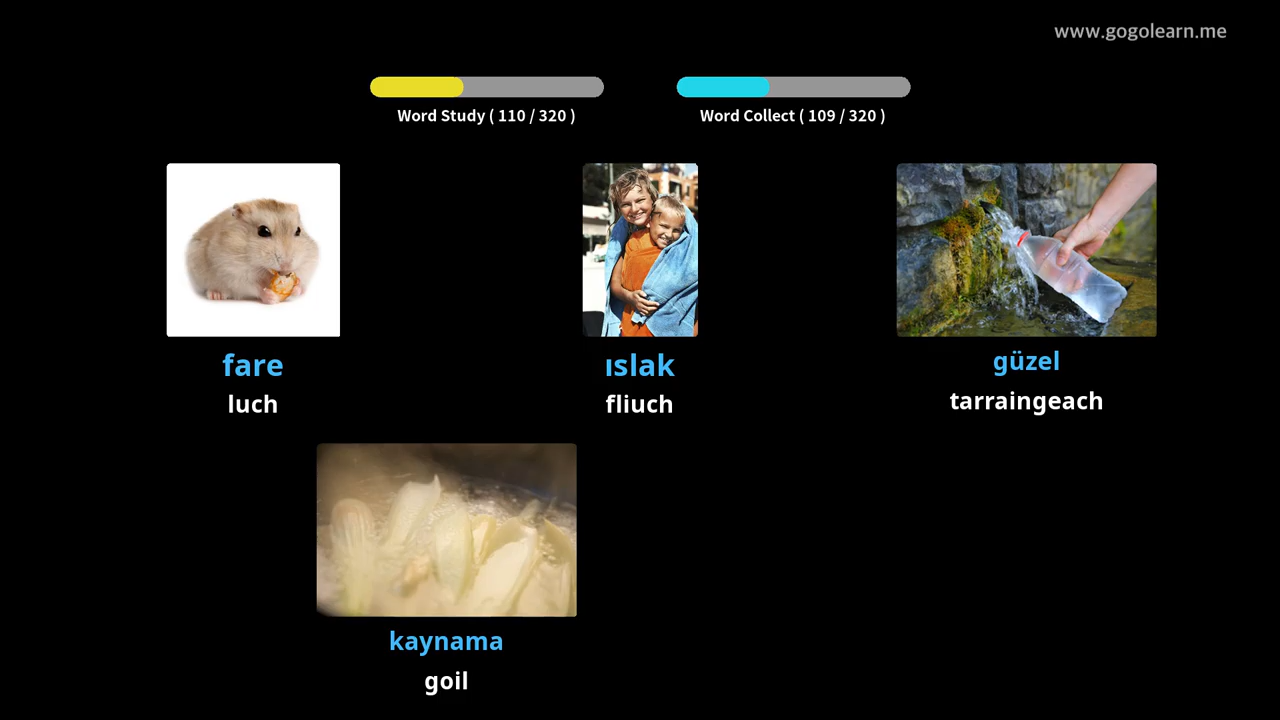 www.gogolearn.me
Word Study ( 110 / 320 )
Word Collect ( 109 / 320 )
fare
luch
ıslak
fliuch
güzel
tarraingeach
kaynama
goil